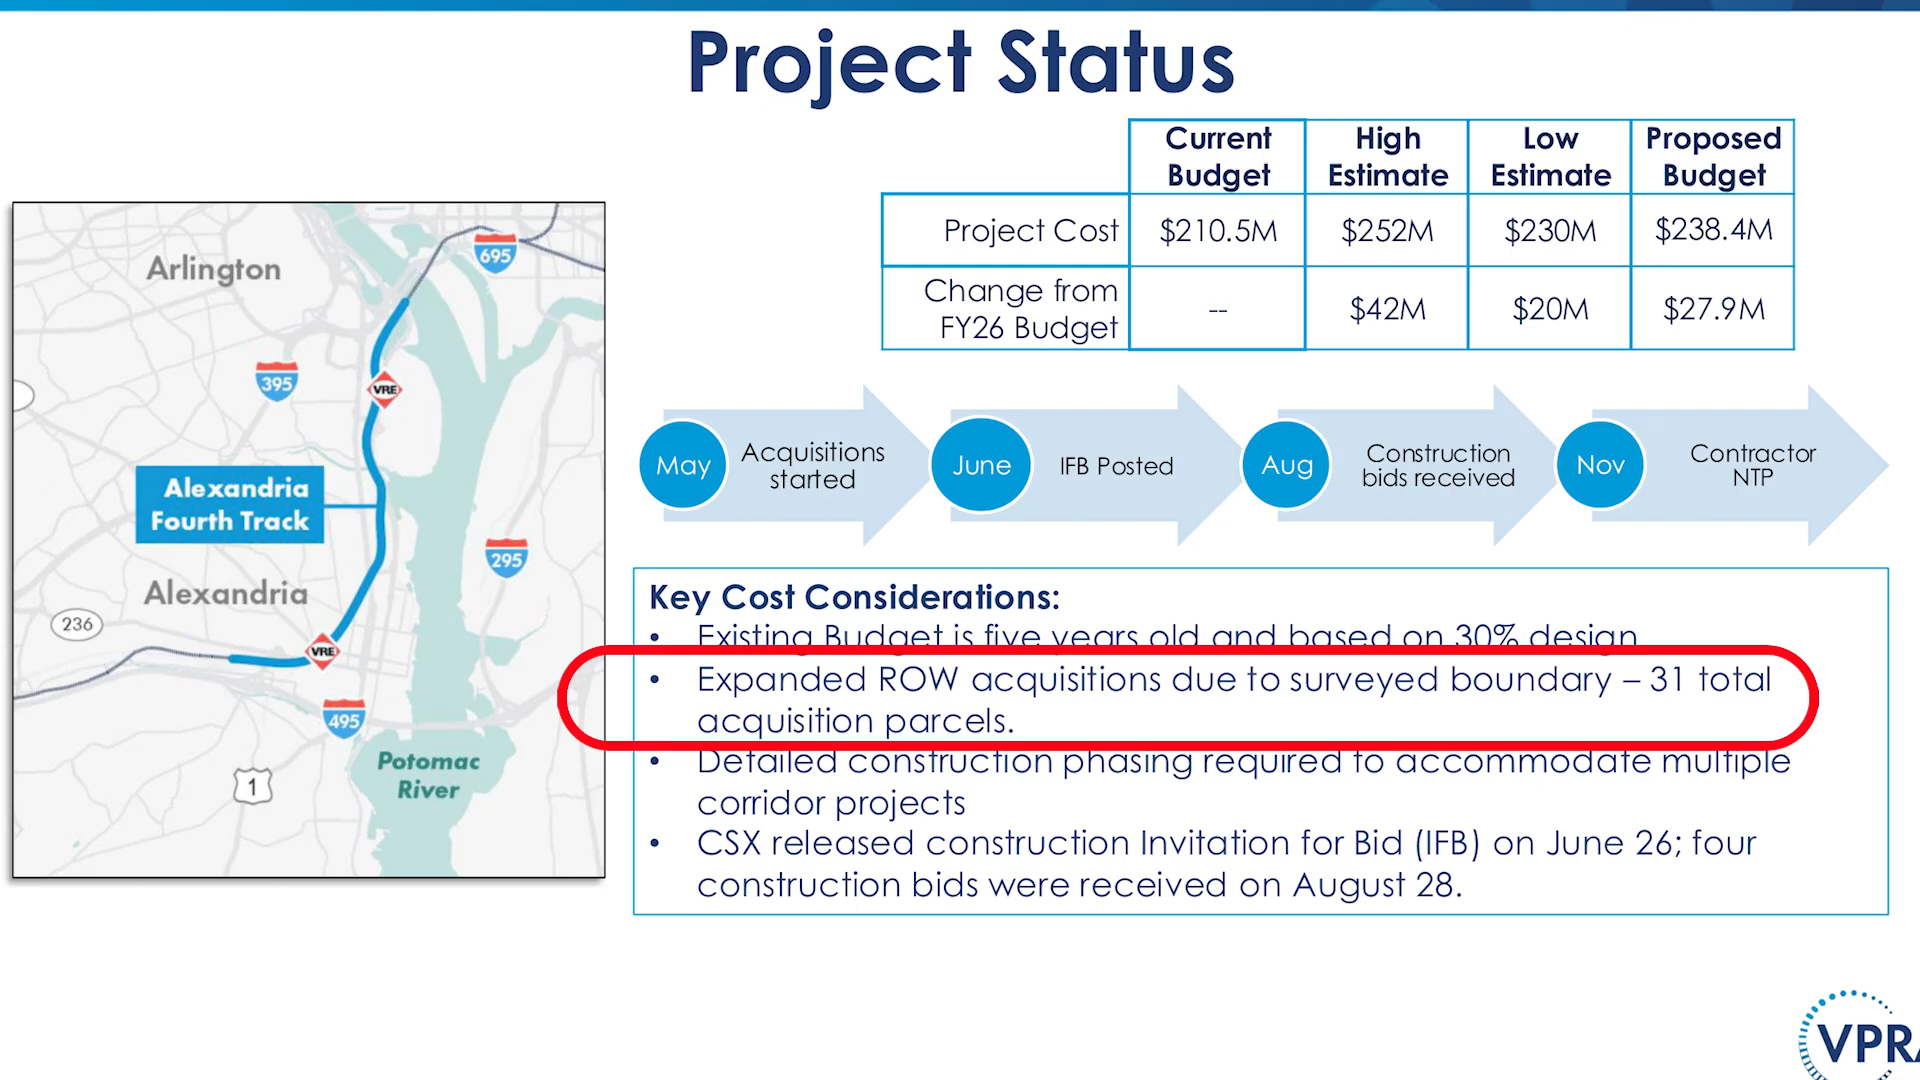 Project Status
Current Budget High Estimate Low Estimate Proposed Budget
Project Cost $210.5M $252M $230M $238.4M
Change from FY26 Budget -- $42M $20M $27.9M
Arlington
695
395
VRE
Alexandria
Fourth Track
295
Alexandria
236
VRE
495
1
Potomac
River
May Acquisitions started
June IFB Posted
Aug Construction bids received
Nov Contractor NTP
Key Cost Considerations:
• Existing Budget is five years old and based on 30% design
• Expanded ROW acquisitions due to surveyed boundary – 31 total
acquisition parcels.
• Detailed construction phasing required to accommodate multiple
corridor projects
• CSX released construction Invitation for Bid (IFB) on June 26; four
construction bids were received on August 28.
VPRA